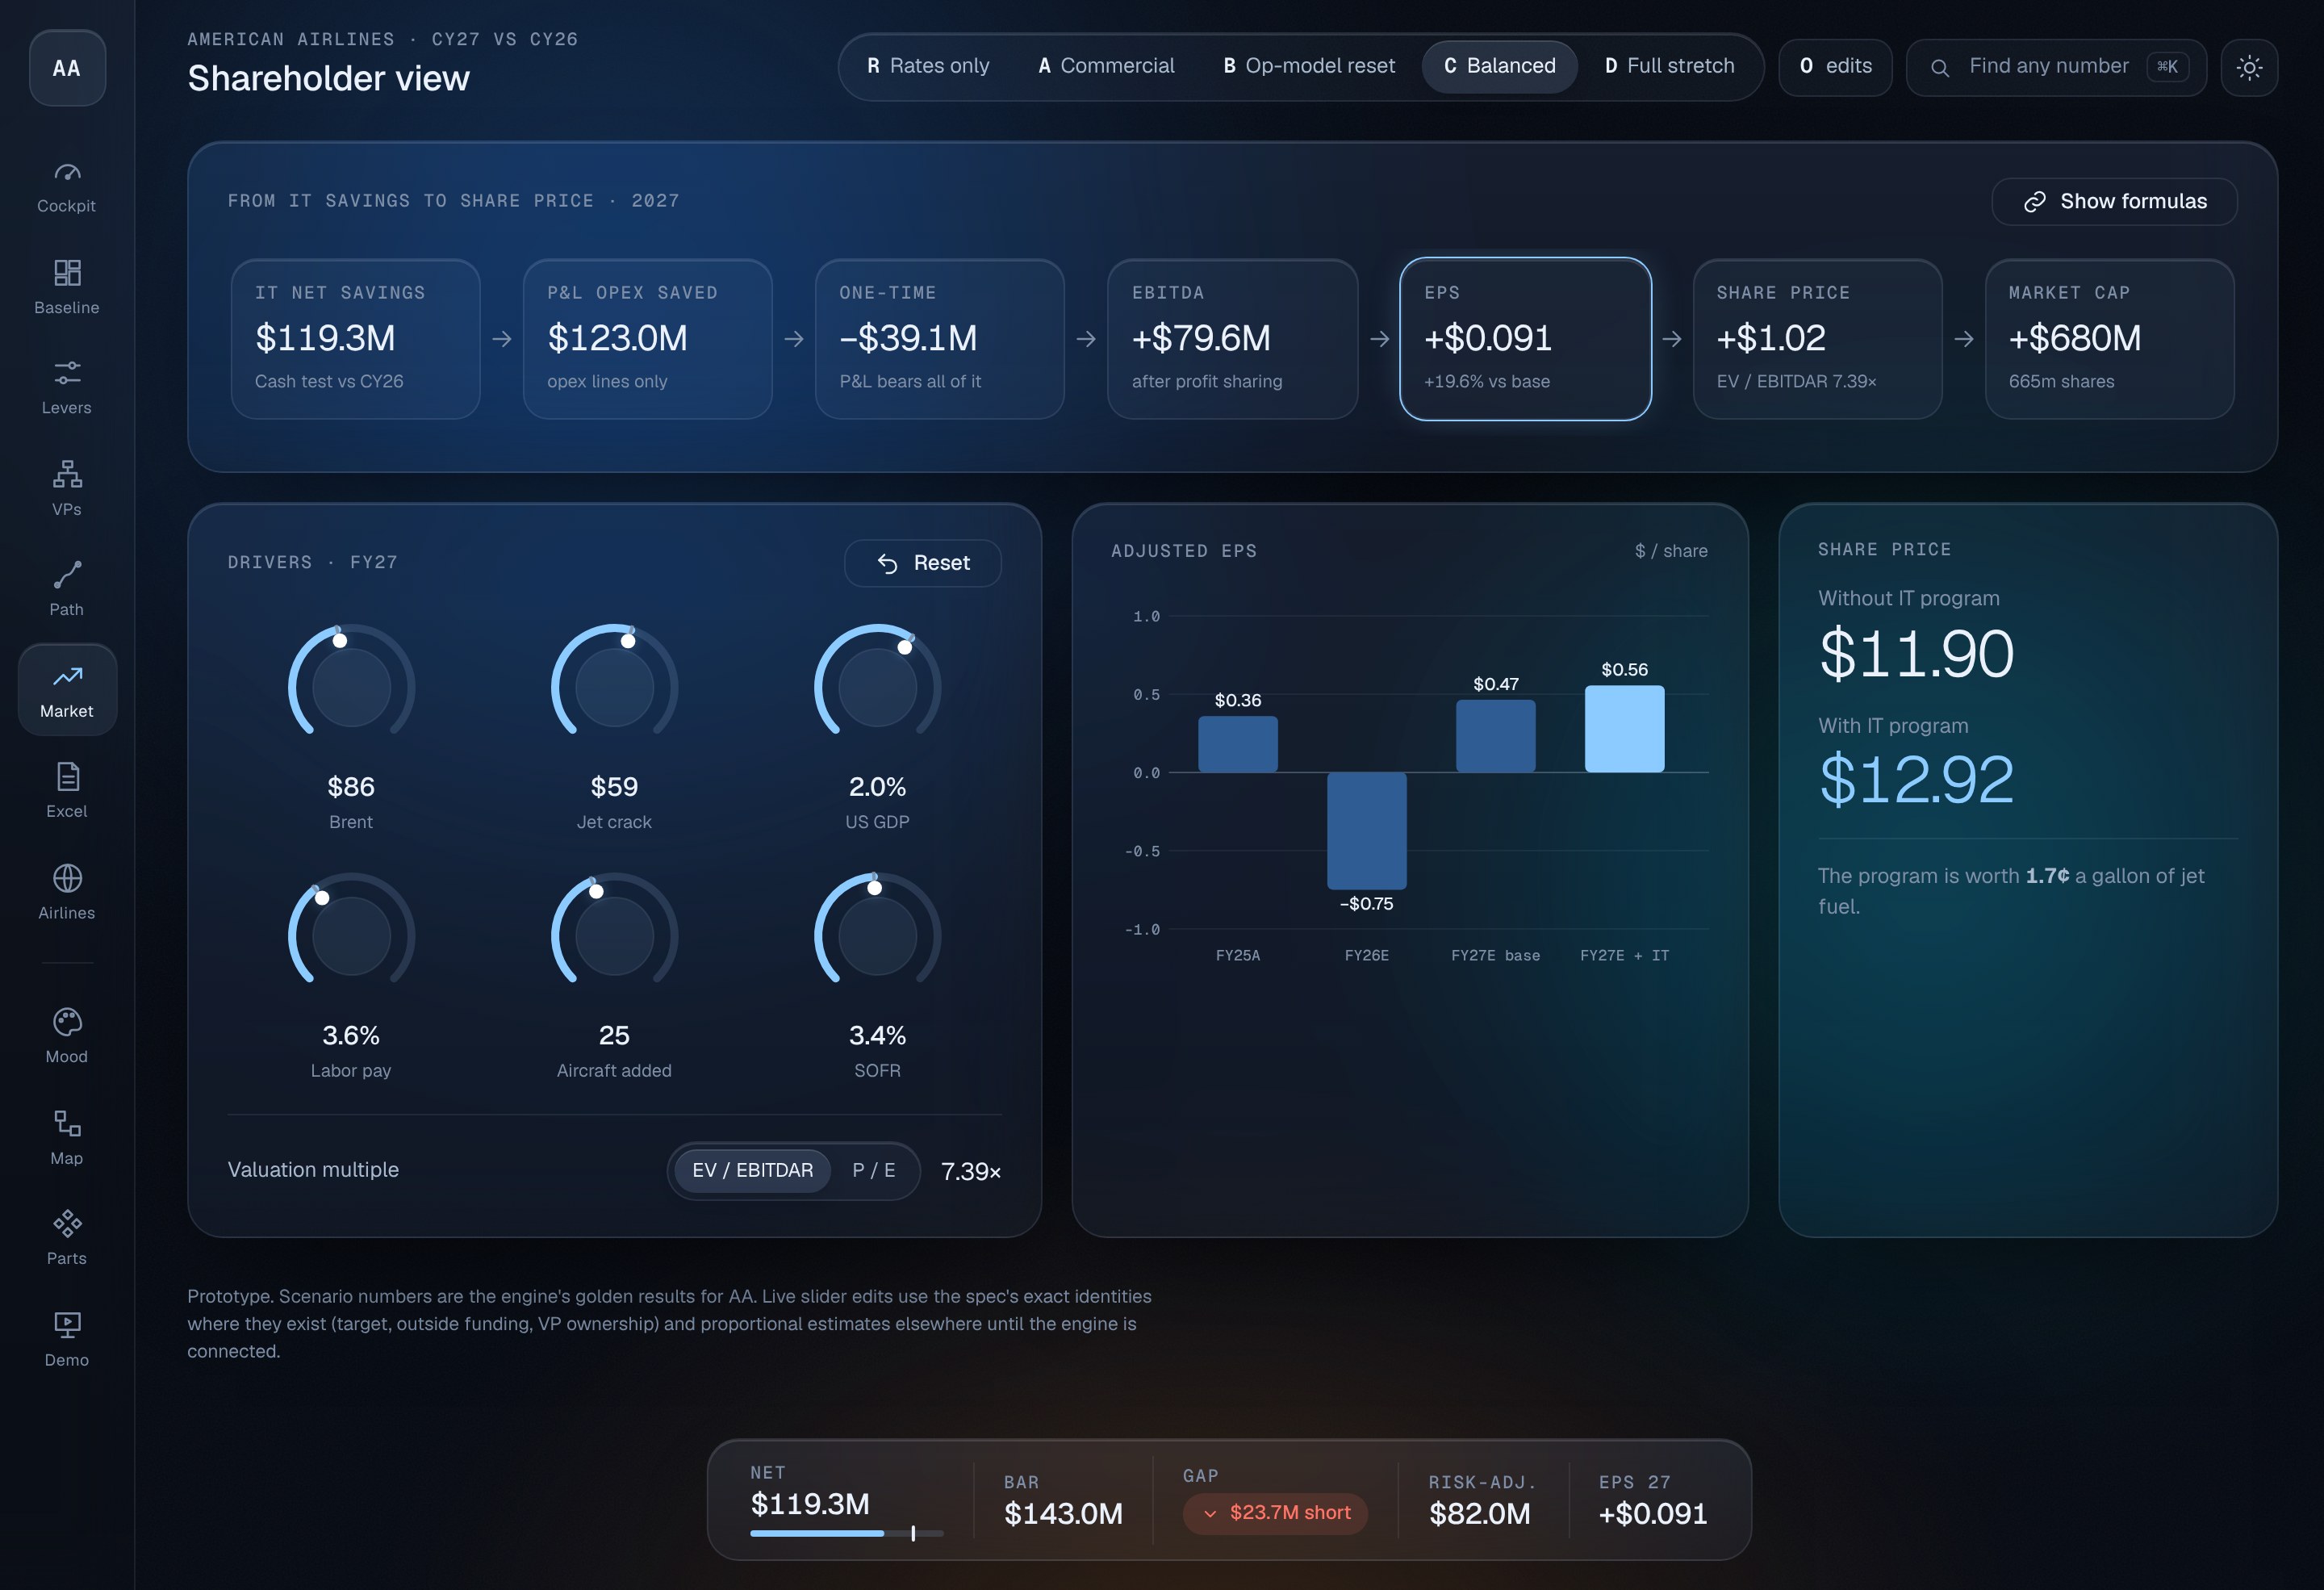 AA
AMERICAN AIRLINES · CY27 VS CY26
Shareholder view
R Rates only
A Commercial
B Op-model reset
C Balanced
D Full stretch
0 edits
Find any number ⌘K
Cockpit
Baseline
Levers
VPs
Path
Market
Excel
Airlines
Mood
Map
Parts
Demo
FROM IT SAVINGS TO SHARE PRICE · 2027
Show formulas
IT NET SAVINGS
$119.3M
Cash test vs CY26
P&L OPEX SAVED
$123.0M
opex lines only
ONE-TIME
−$39.1M
P&L bears all of it
EBITDA
+$79.6M
after profit sharing
EPS
+$0.091
+19.6% vs base
SHARE PRICE
+$1.02
EV / EBITDAR 7.39×
MARKET CAP
+$680M
665m shares
DRIVERS · FY27
Reset
$86
Brent
$59
Jet crack
2.0%
US GDP
3.6%
Labor pay
25
Aircraft added
3.4%
SOFR
Valuation multiple
EV / EBITDAR
P / E
7.39×
ADJUSTED EPS
$ / share
1.0
0.5
0.0
-0.5
-1.0
$0.36
−$0.75
$0.47
$0.56
FY25A
FY26E
FY27E base
FY27E + IT
SHARE PRICE
Without IT program
$11.90
With IT program
$12.92
The program is worth 1.7¢ a gallon of jet
fuel.
Prototype. Scenario numbers are the engine's golden results for AA. Live slider edits use the spec's exact identities
where they exist (target, outside funding, VP ownership) and proportional estimates elsewhere until the engine is
connected.
NET
$119.3M
BAR
$143.0M
GAP
$23.7M short
RISK-ADJ.
$82.0M
EPS 27
+$0.091